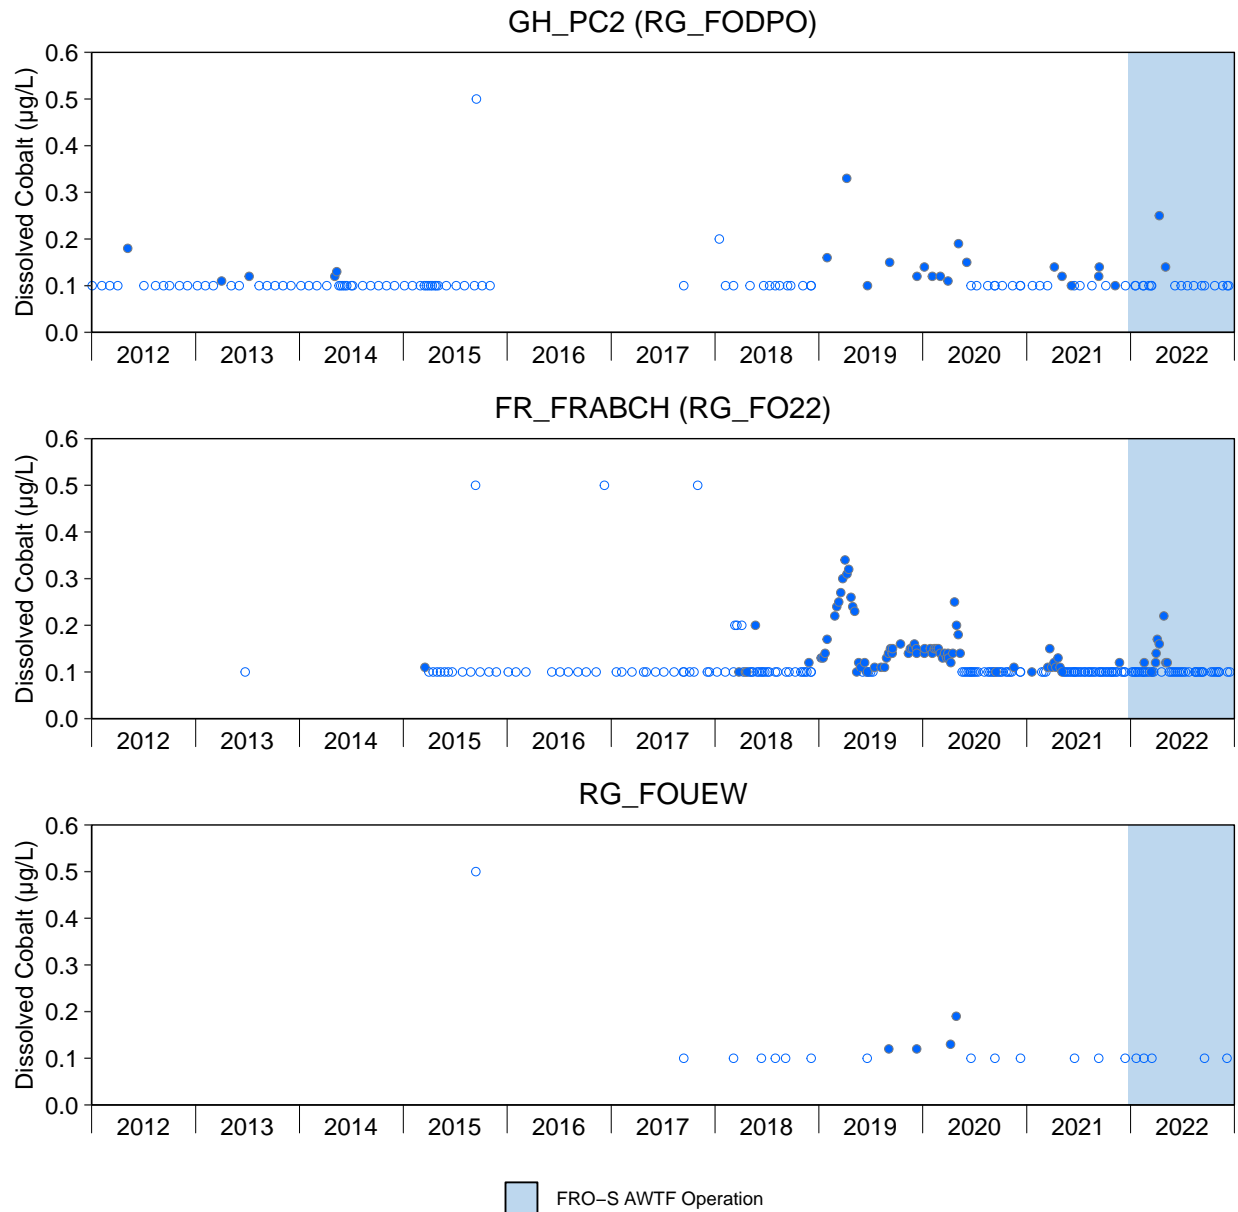 GH_PC2 (RG_FODPO)
Dissolved Cobalt (µg/L)
0.6
0.5
0.4
0.3
0.2
0.1
0.0
2012 2013 2014 2015 2016 2017 2018 2019 2020 2021 2022
FR_FRABCH (RG_FO22)
Dissolved Cobalt (µg/L)
0.6
0.5
0.4
0.3
0.2
0.1
0.0
2012 2013 2014 2015 2016 2017 2018 2019 2020 2021 2022
RG_FOUEW
Dissolved Cobalt (µg/L)
0.6
0.5
0.4
0.3
0.2
0.1
0.0
2012 2013 2014 2015 2016 2017 2018 2019 2020 2021 2022
FRO−S AWTF Operation